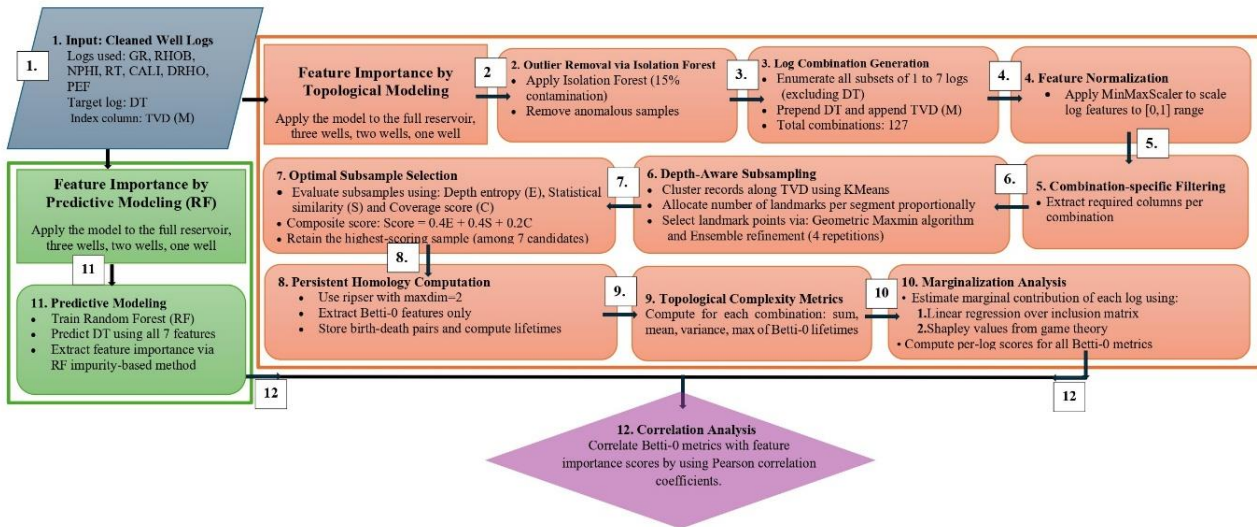 1.
1. Input: Cleaned Well Logs
Logs used: GR, RHOB,
NPHI, RT, CALI, DRHO,
PEF
Target log: DT
Index column: TVD (M)
Feature Importance by
Topological Modeling
Apply the model to the full reservoir,
three wells, two wells, one well
2
2. Outlier Removal via Isolation Forest
• Apply Isolation Forest (15%
contamination)
• Remove anomalous samples
3.
3. Log Combination Generation
• Enumerate all subsets of 1 to 7 logs
(excluding DT)
• Prepend DT and append TVD (M)
• Total combinations: 127
4.
4. Feature Normalization
• Apply MinMaxScaler to scale
log features to [0,1] range
5.
5. Combination-specific Filtering
• Extract required columns per
combination
6.
6. Depth-Aware Subsampling
• Cluster records along TVD using KMeans
• Allocate number of landmarks per segment proportionally
• Select landmark points via: Geometric Maxmin algorithm
and Ensemble refinement (4 repetitions)
7.
7. Optimal Subsample Selection
• Evaluate subsamples using: Depth entropy (E), Statistical
similarity (S) and Coverage score (C)
• Composite score: Score = 0.4E + 0.4S + 0.2C
• Retain the highest-scoring sample (among 7 candidates)
8.
8. Persistent Homology Computation
• Use ripser with maxdim=2
• Extract Betti-0 features only
• Store birth-death pairs and compute lifetimes
9.
9. Topological Complexity Metrics
Compute for each combination: sum,
mean, variance, max of Betti-0 lifetimes
10
10. Marginalization Analysis
• Estimate marginal contribution of each log using:
1.Linear regression over inclusion matrix
2.Shapley values from game theory
• Compute per-log scores for all Betti-0 metrics
Feature Importance by
Predictive Modeling (RF)
Apply the model to the full reservoir,
three wells, two wells, one well
11
11. Predictive Modeling
• Train Random Forest (RF)
• Predict DT using all 7 features
• Extract feature importance via
RF impurity-based method
12
12
12. Correlation Analysis
Correlate Betti-0 metrics with feature
importance scores by using Pearson correlation
coefficients.